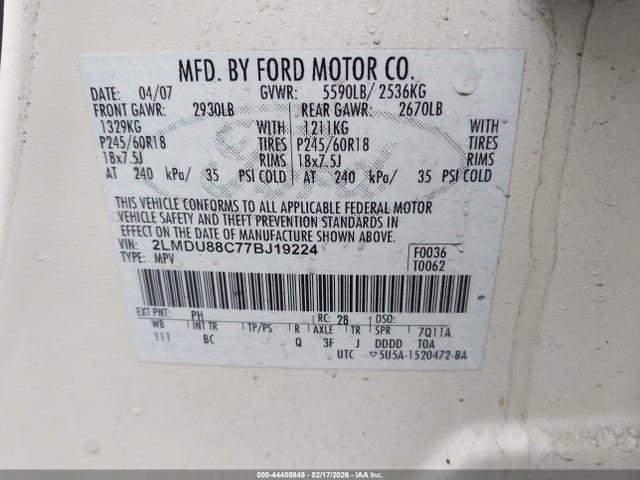 MFD. BY FORD MOTOR CO.
DATE: 04/07 GVWR: 5590LB/ 2536KG
FRONT GAWR: 2930LB REAR GAWR: 2670LB
1329KG WITH 1211KG WITH
P245/60R18 TIRES P245/60R18 TIRES
18x7.5J RIMS 18x7.5J RIMS
AT 240 kPa/ 35 PSI COLD AT 240 kPa/ 35 PSI COLD
THIS VEHICLE CONFORMS TO ALL APPLICABLE FEDERAL MOTOR
VEHICLE SAFETY AND THEFT PREVENTION STANDARDS IN
EFFECT ON THE DATE OF MANUFACTURE SHOWN ABOVE.
VIN: 2LMDU88C77BJ19224 F0036
TYPE: MPV T0062
EXT PNT: PH RC: 28 DSO:
WB INT TR TP/PS R AXLE TR SPR 7Q11A
111 BC Q 3F J DDDD TOA
UTC ▽5U5A-1520472-BA
000-44408849 - 02/17/2026 - IAA Inc.